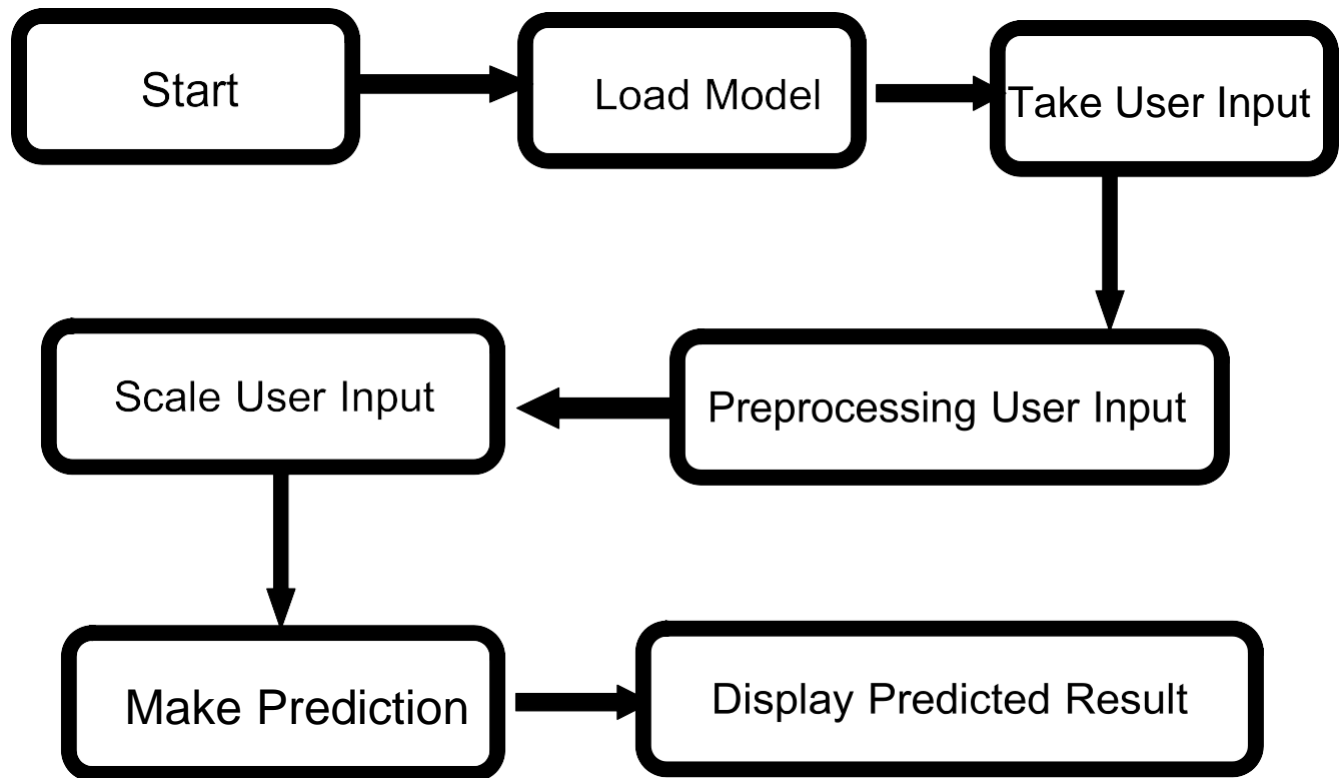 Start
Load Model
Take User Input
Preprocessing User Input
Scale User Input
Make Prediction
Display Predicted Result